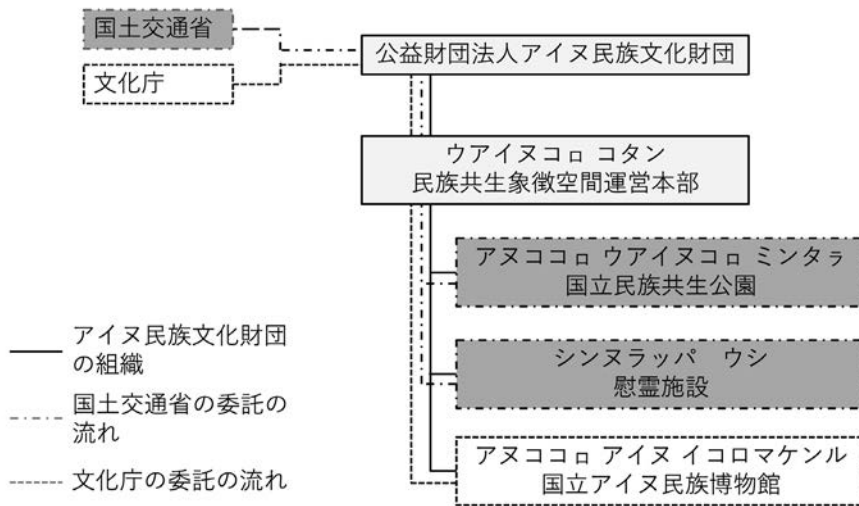 国土交通省
文化庁
公益財団法人アイヌ民族文化財団
ウアイヌコㇿ コタン
民族共生象徴空間運営本部
アヌココㇿ ウアイヌコㇿ ミンタㇻ
国立民族共生公園
シンヌラッパ　ウシ
慰霊施設
アヌココㇿ アイヌ イコロマケンル
国立アイヌ民族博物館
アイヌ民族文化財団
の組織
国土交通省の委託の
流れ
文化庁の委託の流れ